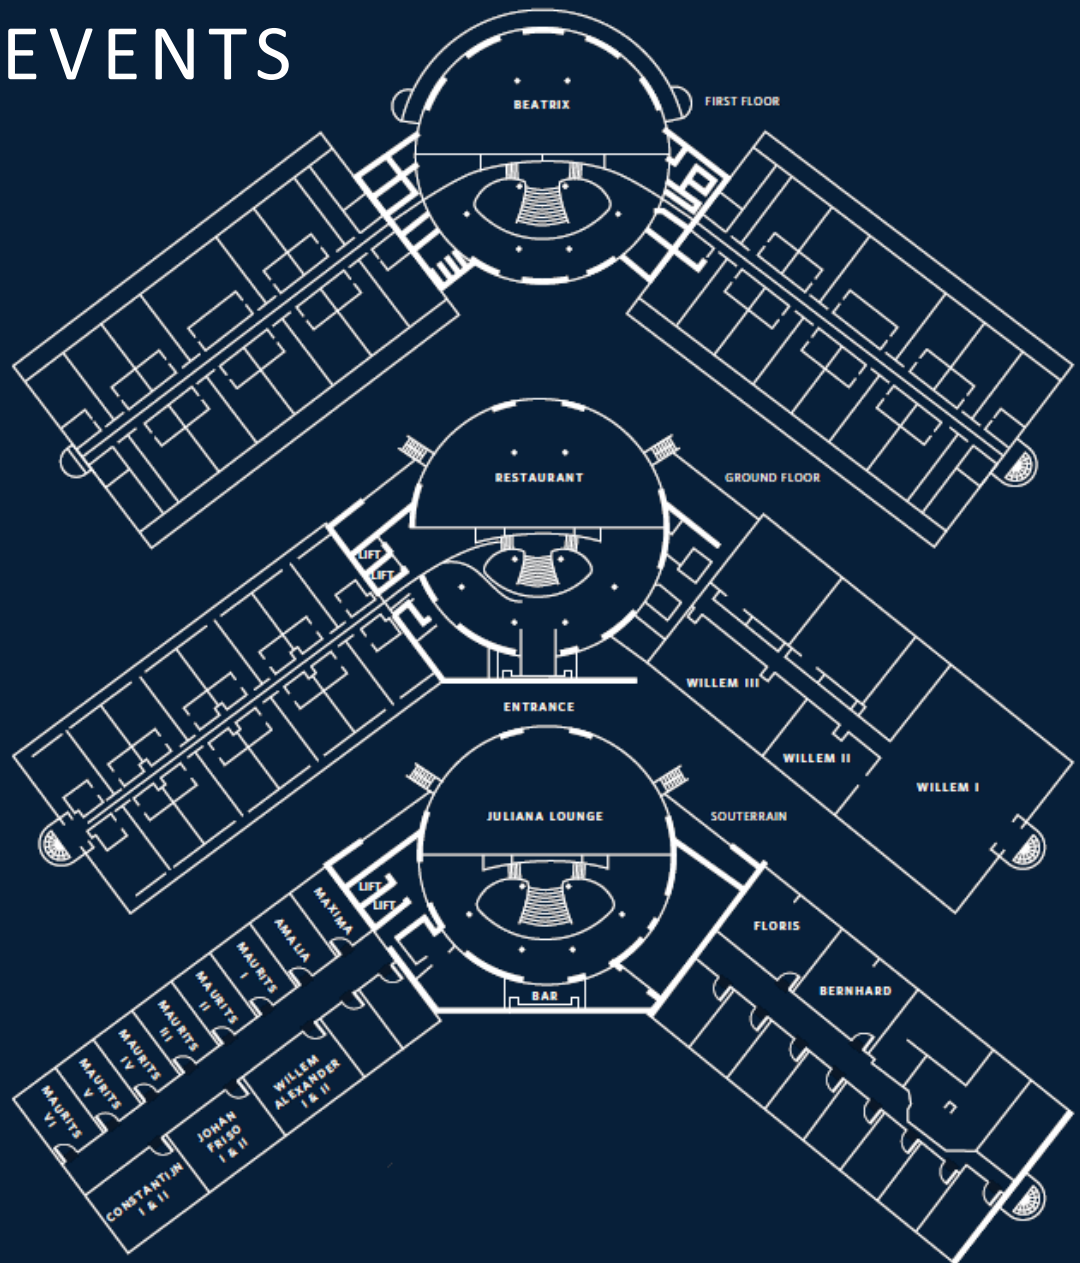 EVENTS
BEATRIX
FIRST FLOOR
RESTAURANT
GROUND FLOOR
LIFT
LIFT
WILLEM III
ENTRANCE
WILLEM II
WILLEM I
JULIANA LOUNGE
SOUTERRAIN
LIFT
LIFT
MAXIMA
AMALIA
MAURITS
I
MAURITS
II
MAURITS
III
MAURITS
IV
MAURITS
V
MAURITS
VI
FLORIS
BERNHARD
BAR
WILLEM
ALEXANDER
I & II
JOHAN
FRISO
I & II
CONSTANTIJN
I & II